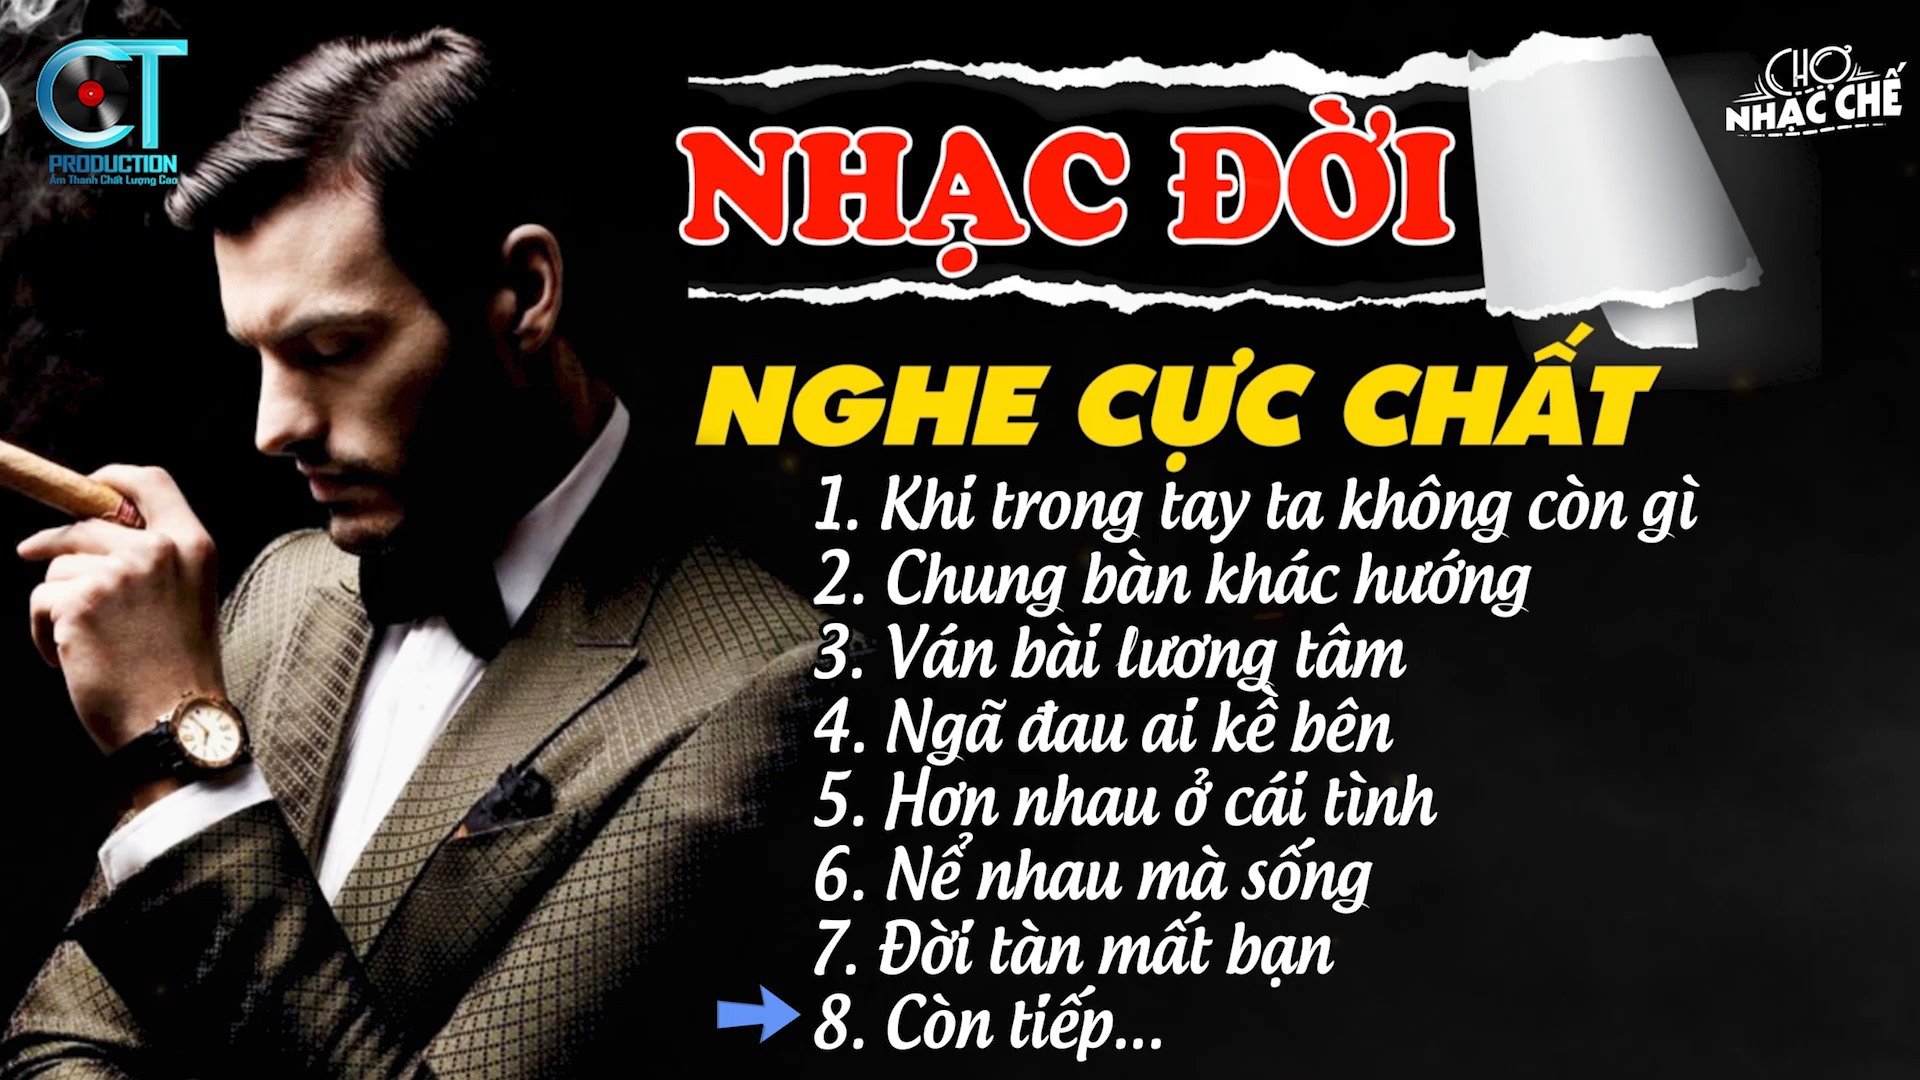 CT
PRODUCTION
Âm Thanh Chất Lượng Cao
CHỢ
NHẠC CHẾ
NHẠC ĐỜI
NGHE CỰC CHẤT
1. Khi trong tay ta không còn gì
2. Chung bàn khác hướng
3. Ván bài lương tâm
4. Ngã đau ai kề bên
5. Hơn nhau ở cái tình
6. Nể nhau mà sống
7. Đời tàn mất bạn
8. Còn tiếp...